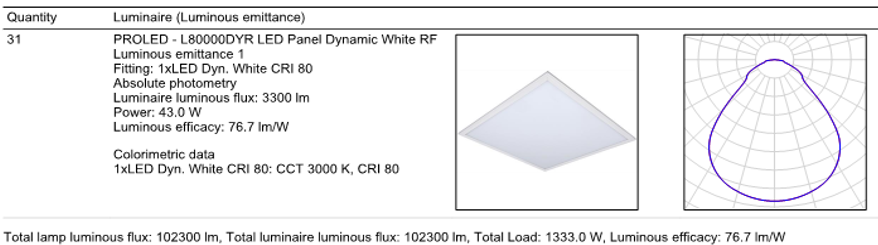 Quantity Luminaire (Luminous emittance)
31 PROLED - L80000DYR LED Panel Dynamic White RF
Luminous emittance 1
Fitting: 1xLED Dyn. White CRI 80
Absolute photometry
Luminaire luminous flux: 3300 lm
Power: 43.0 W
Luminous efficacy: 76.7 lm/W
Colorimetric data
1xLED Dyn. White CRI 80: CCT 3000 K, CRI 80
Total lamp luminous flux: 102300 lm, Total luminaire luminous flux: 102300 lm, Total Load: 1333.0 W, Luminous efficacy: 76.7 lm/W